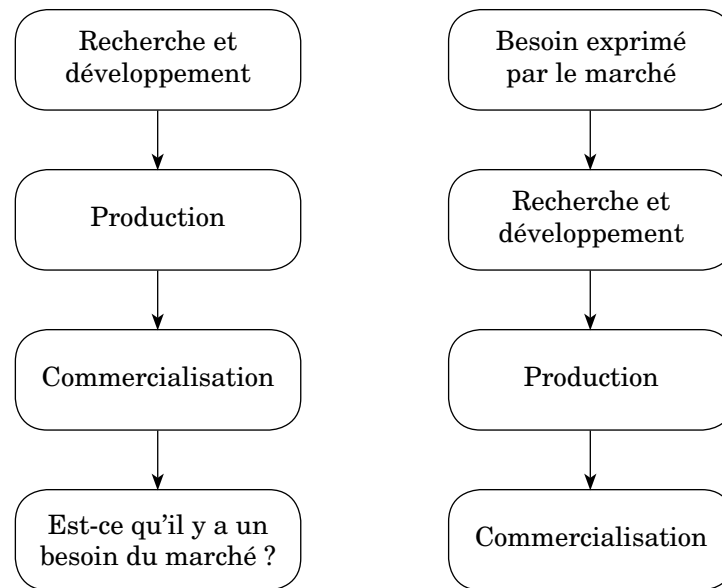 Recherche et
développement
Production
Commercialisation
Est-ce qu'il y a un
besoin du marché ?
Besoin exprimé
par le marché
Recherche et
développement
Production
Commercialisation